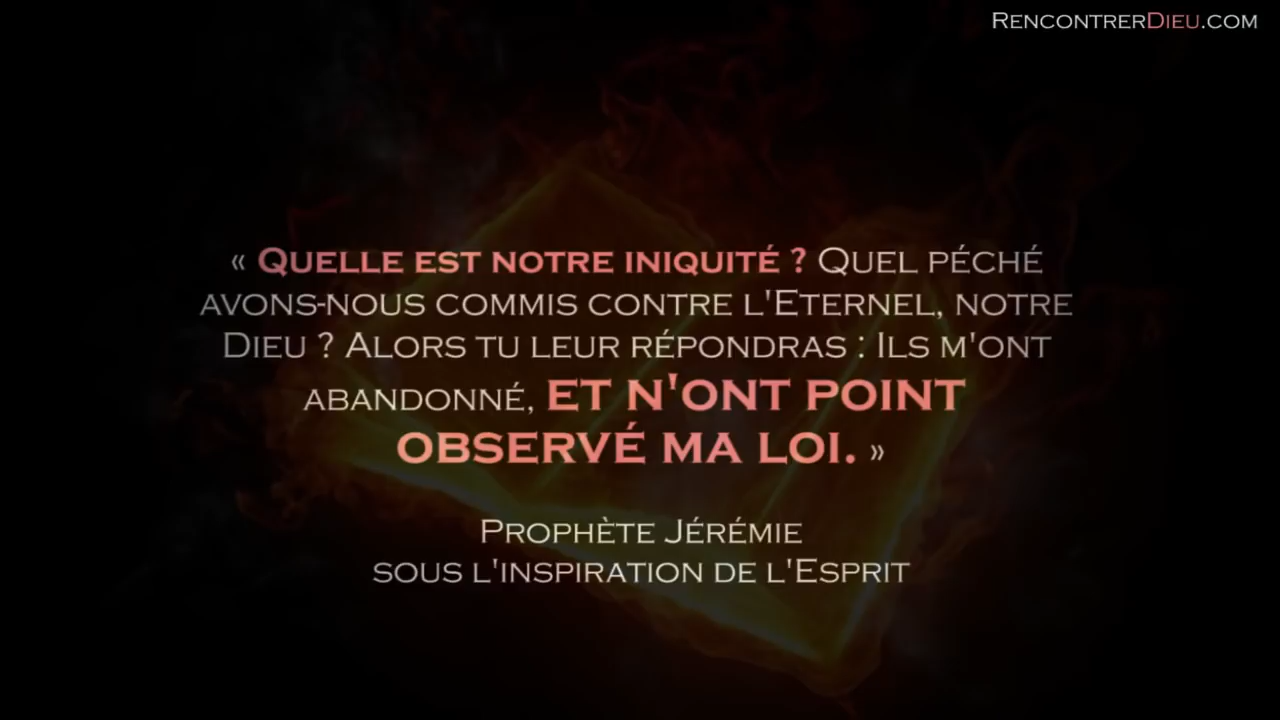 RencontrerDieu.com
« Quelle est notre iniquité ? Quel péché
avons-nous commis contre l'Eternel, notre
Dieu ? Alors tu leur répondras : Ils m'ont
abandonné, et n'ont point
observé ma loi. »
Prophète Jérémie
sous l'inspiration de l'Esprit